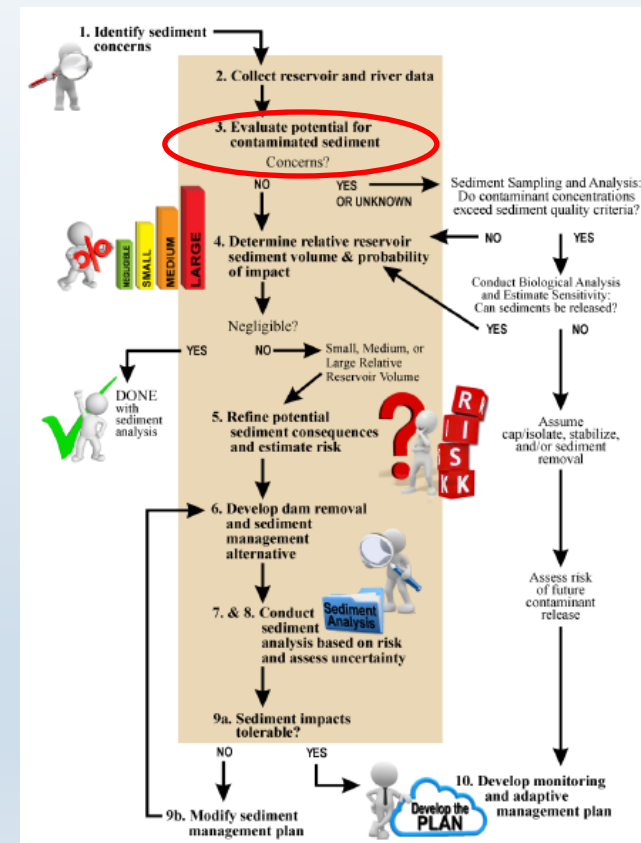 1. Identify sediment
concerns
2. Collect reservoir and river data
3. Evaluate potential for
contaminated sediment
Concerns?
NO
YES
OR UNKNOWN
Sediment Sampling and Analysis:
Do contaminant concentrations
exceed sediment quality criteria?
NO
YES
%
NEGLIGIBLE
SMALL
MEDIUM
LARGE
4. Determine relative reservoir
sediment volume & probability
of impact
Conduct Biological Analysis
and Estimate Sensitivity:
Can sediments be released?
YES
NO
Negligible?
YES
NO
Small, Medium, or
Large Relative
Reservoir Volume
DONE
with
sediment
analysis
5. Refine potential
sediment consequences
and estimate risk
?
R
I
S
K
K
Assume
cap/isolate, stabilize,
and/or sediment
removal
6. Develop dam removal
and sediment
management
alternative
Sediment
Analysis
Assess risk
of future
contaminant
release
7. & 8. Conduct
sediment
analysis based on risk
and assess uncertainty
9a. Sediment impacts
tolerable?
NO
YES
9b. Modify sediment
management plan
Develop the
PLAN
10. Develop monitoring
and adaptive
management plan